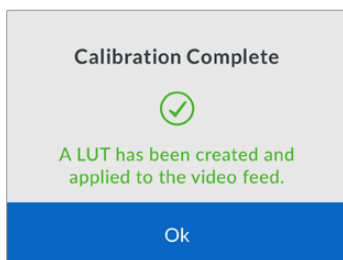 Calibration Complete
A LUT has been created and
applied to the video feed.
Ok